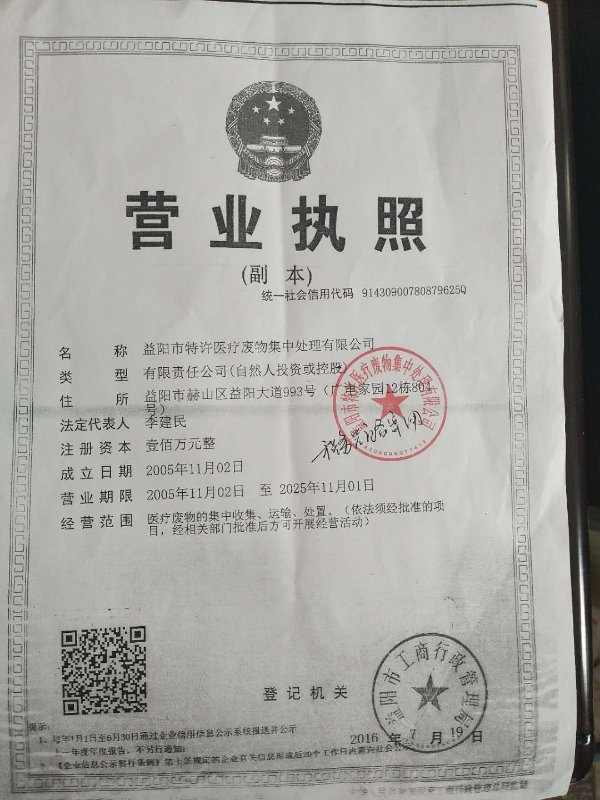 营业执照
(副 本)
统一社会信用代码 91430900780879625Q
名 称 益阳市特许医疗废物集中处理有限公司
类 型 有限责任公司(自然人投资或控股)
住 所 益阳市赫山区益阳大道993号（广丰家园12栋804
号）
法定代表人 李建民
注册资本 壹佰万元整
成立日期 2005年11月02日
营业期限 2005年11月02日 至 2025年11月01日
经营范围 医疗废物的集中收集、运输、处置。（依法须经批准的项
目，经相关部门批准后方可开展经营活动）
益阳市特许医疗废物集中处理有限公司
登记机关
益阳市工商行政管理局
2016 年 7 月 19 日
提示：
1、每年1月1日至6月30日通过企业信用信息公示系统报送并公示
上一年度年度报告，不另行通知；
2、《企业信息公示暂行条例》第十条规定的企业有关信息形成后20个工作日内